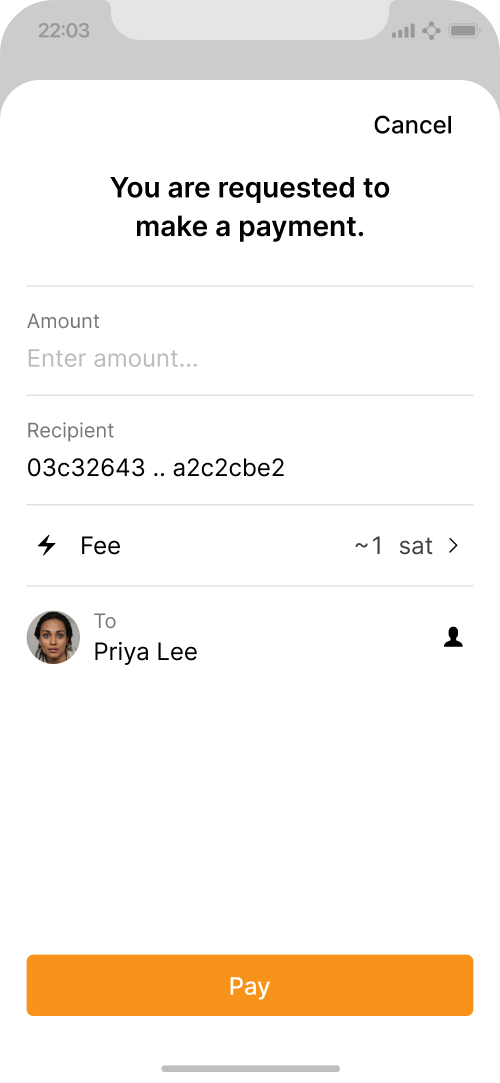 22:03
Cancel
You are requested to
make a payment.
Amount
Enter amount...
Recipient
03c32643 .. a2c2cbe2
Fee ~1 sat
To
Priya Lee
Pay